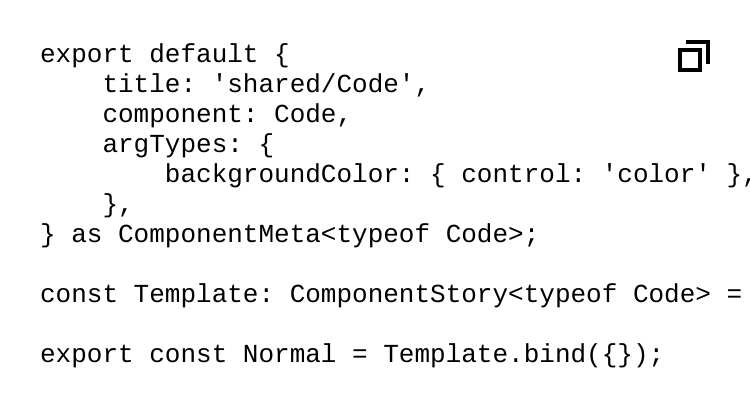 export default {
    title: 'shared/Code',
    component: Code,
    argTypes: {
        backgroundColor: { control: 'color' },
    },
} as ComponentMeta<typeof Code>;

const Template: ComponentStory<typeof Code> =

export const Normal = Template.bind({});